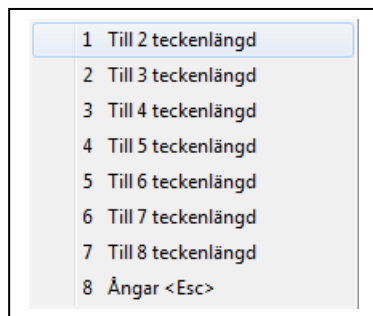 1 Till 2 teckenlängd
2 Till 3 teckenlängd
3 Till 4 teckenlängd
4 Till 5 teckenlängd
5 Till 6 teckenlängd
6 Till 7 teckenlängd
7 Till 8 teckenlängd
8 Ångar <Esc>